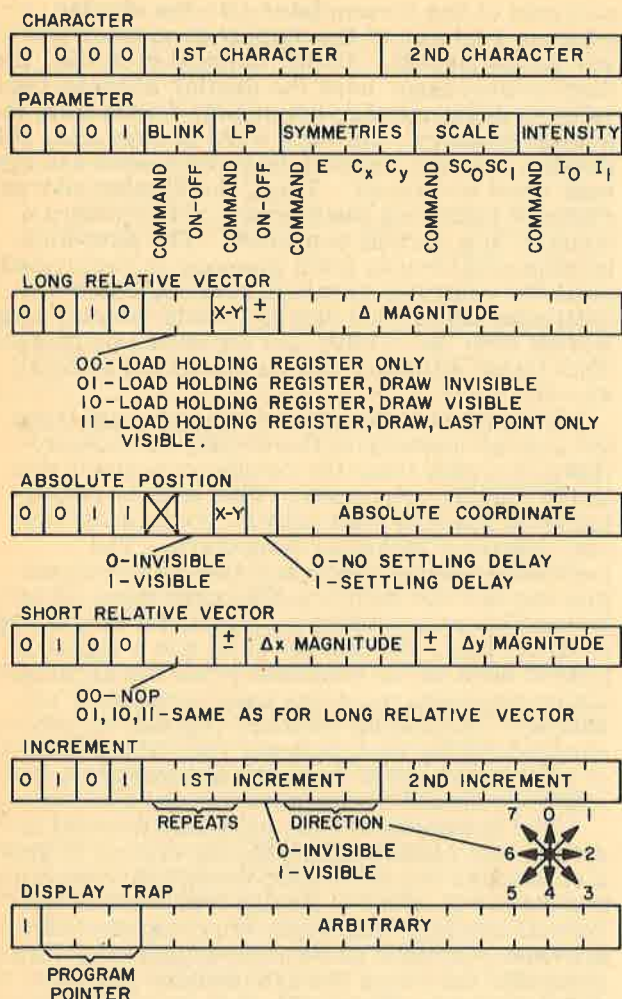 CHARACTER
0 0 0 0 1ST CHARACTER 2ND CHARACTER
PARAMETER
0 0 0 1 BLINK LP SYMMETRIES SCALE INTENSITY
COMMAND ON-OFF COMMAND ON-OFF COMMAND E Cx Cy COMMAND SC0 SC1 COMMAND I0 I1
LONG RELATIVE VECTOR
0 0 1 0 X-Y ± Δ MAGNITUDE
00-LOAD HOLDING REGISTER ONLY
01-LOAD HOLDING REGISTER, DRAW INVISIBLE
10-LOAD HOLDING REGISTER, DRAW VISIBLE
11-LOAD HOLDING REGISTER, DRAW, LAST POINT ONLY
VISIBLE.
ABSOLUTE POSITION
0 0 1 1 X-Y ABSOLUTE COORDINATE
0-INVISIBLE 0-NO SETTLING DELAY
1-VISIBLE 1-SETTLING DELAY
SHORT RELATIVE VECTOR
0 1 0 0 ± Δx MAGNITUDE ± Δy MAGNITUDE
00-NOP
01, 10, 11-SAME AS FOR LONG RELATIVE VECTOR
INCREMENT
0 1 0 1 1ST INCREMENT 2ND INCREMENT
REPEATS DIRECTION 7 0 1
0-INVISIBLE 6 2
1-VISIBLE 5 4 3
DISPLAY TRAP
1 ARBITRARY
PROGRAM
POINTER